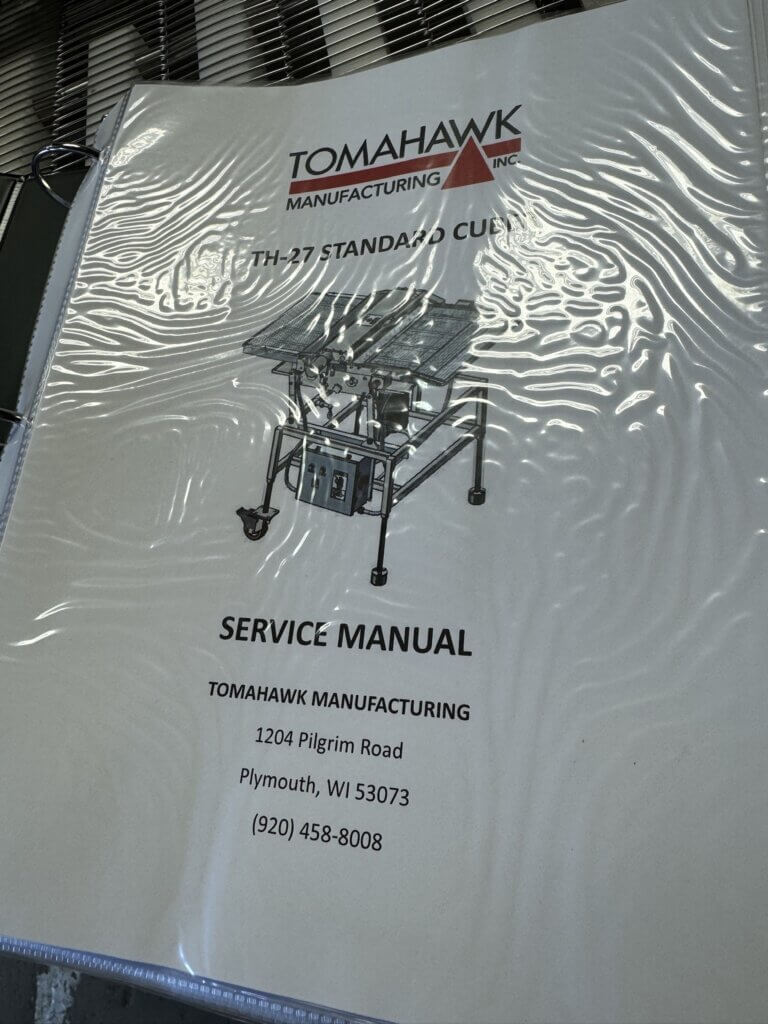 TOMAHAWK
MANUFACTURING INC.
TH-27 STANDARD
SERVICE MANUAL
TOMAHAWK MANUFACTURING
1204 Pilgrim Road
Plymouth, WI 53073
(920) 458-8008